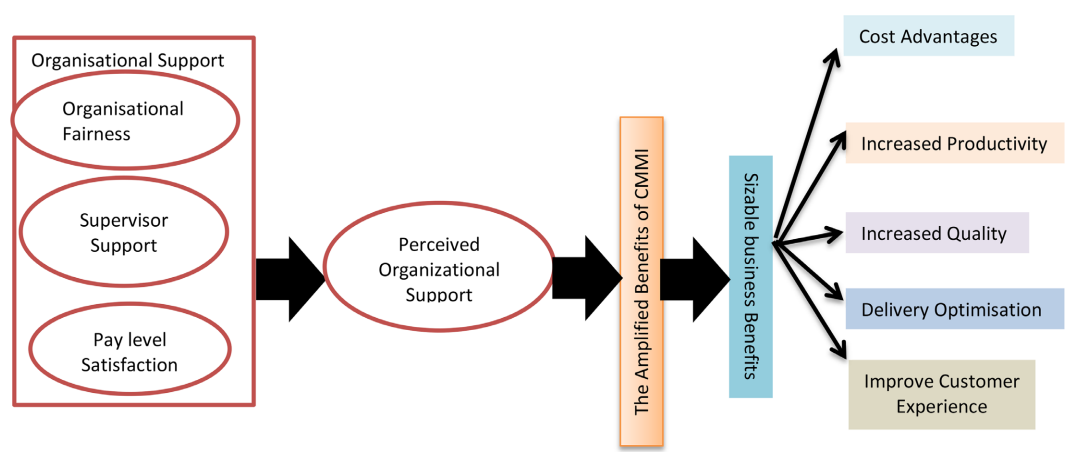 Organisational Support
Organisational
Fairness
Supervisor
Support
Pay level
Satisfaction
Perceived
Organizational
Support
The Amplified Benefits of CMMI
Sizable business Benefits
Cost Advantages
Increased Productivity
Increased Quality
Delivery Optimisation
Improve Customer
Experience